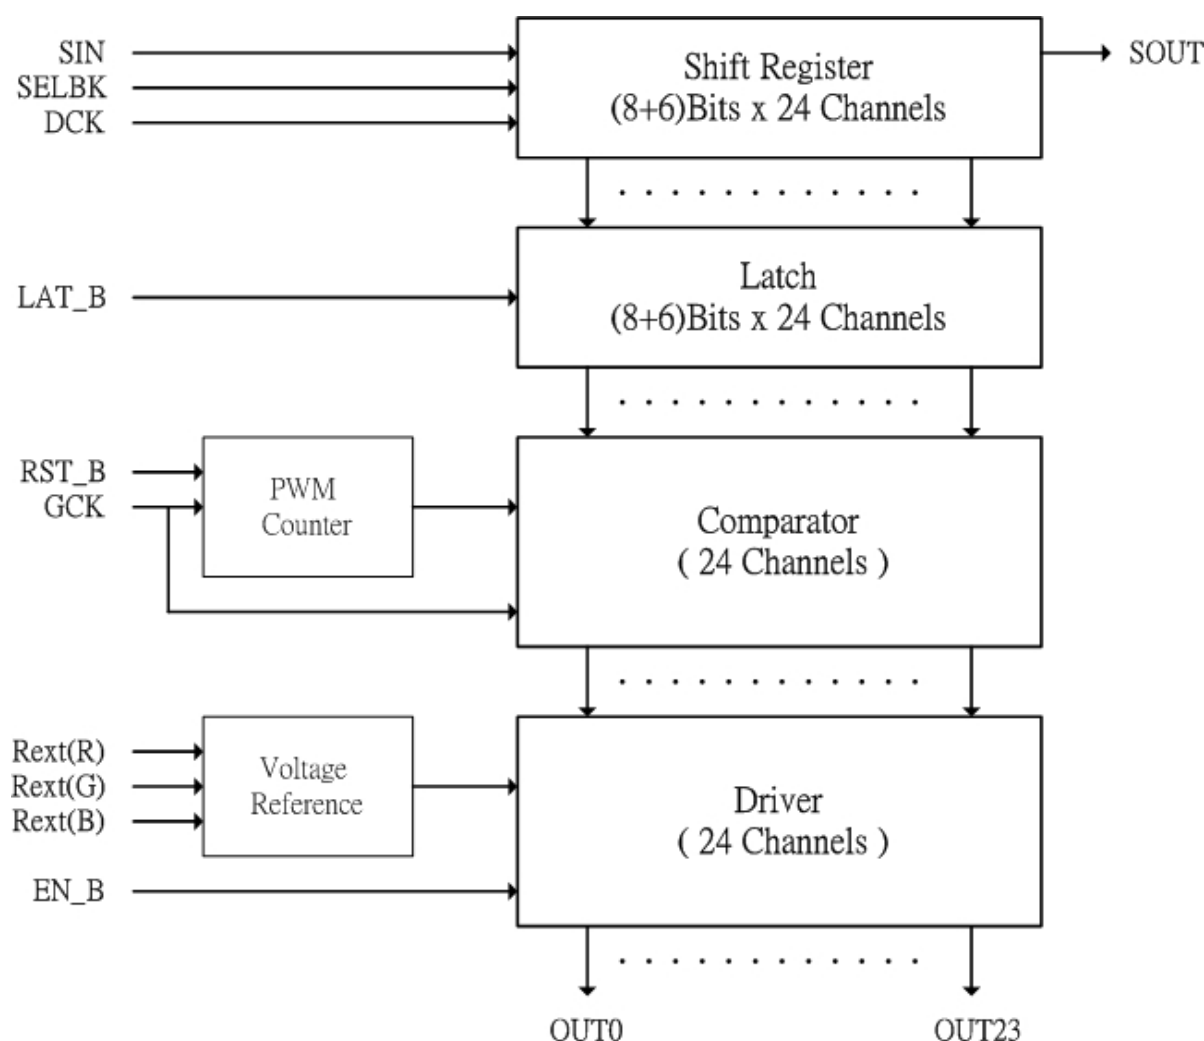 SIN
SELBK
DCK
Shift Register
(8+6)Bits x 24 Channels
SOUT
LAT_B
Latch
(8+6)Bits x 24 Channels
RST_B
GCK
PWM
Counter
Comparator
( 24 Channels )
Rext(R)
Rext(G)
Rext(B)
Voltage
Reference
Driver
( 24 Channels )
EN_B
OUT0
OUT23